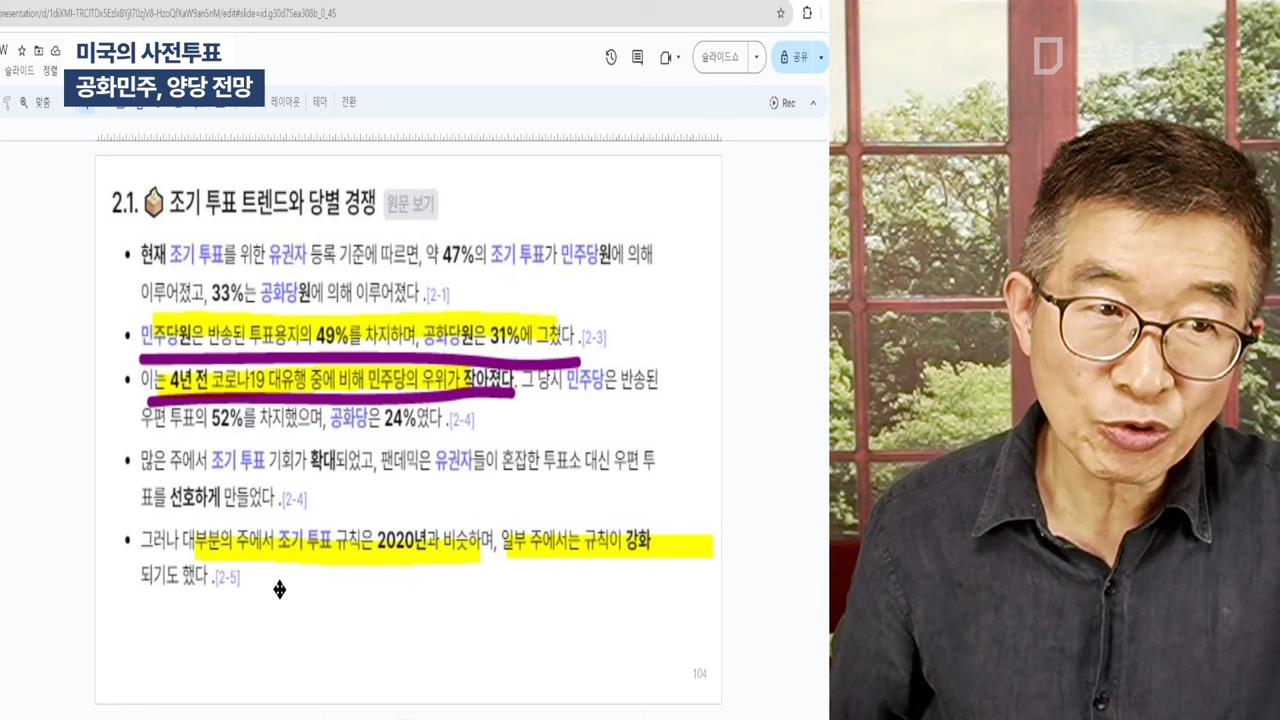 presentation/d/1diXMI-TRCITDx5Ezlx8YjI70zjV8-HzoQfXaW9anSnM/edit#slide=id.g30d75ea308b_0_45
W
미국의 사전투표
공화민주, 양당 전망
슬라이드 정렬
슬라이드쇼
공유
맞춤
레이아웃
테마
전환
Rec
공병호
2.1. 조기 투표 트렌드와 당별 경쟁 원문 보기
• 현재 조기 투표를 위한 유권자 등록 기준에 따르면, 약 47%의 조기 투표가 민주당원에 의해
이루어졌고, 33%는 공화당원에 의해 이루어졌다 .[2-1]
• 민주당원은 반송된 투표용지의 49%를 차지하며, 공화당원은 31%에 그쳤다 .[2-3]
• 이는 4년 전 코로나19 대유행 중에 비해 민주당의 우위가 작아졌다. 그 당시 민주당은 반송된
우편 투표의 52%를 차지했으며, 공화당은 24%였다 .[2-4]
• 많은 주에서 조기 투표 기회가 확대되었고, 팬데믹은 유권자들이 혼잡한 투표소 대신 우편 투
표를 선호하게 만들었다 .[2-4]
• 그러나 대부분의 주에서 조기 투표 규칙은 2020년과 비슷하며, 일부 주에서는 규칙이 강화
되기도 했다 .[2-5]
104